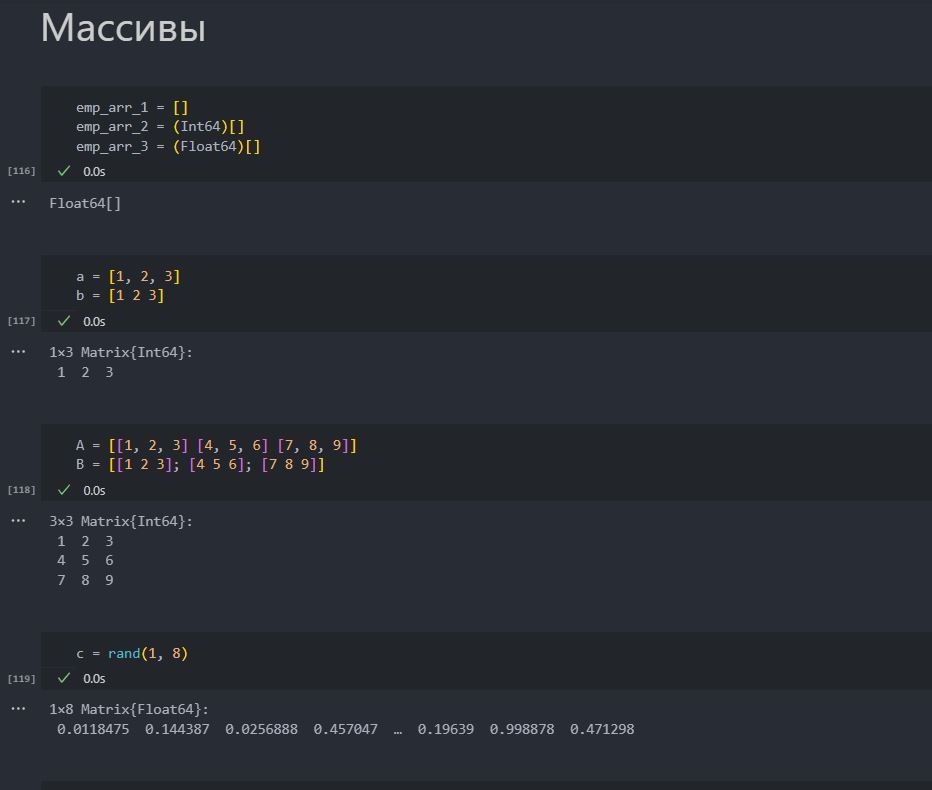 Массивы
emp_arr_1 = []
emp_arr_2 = (Int64)[]
emp_arr_3 = (Float64)[]
[116] ✓ 0.0s
... Float64[]
a = [1, 2, 3]
b = [1 2 3]
[117] ✓ 0.0s
... 1×3 Matrix{Int64}:
1 2 3
A = [[1, 2, 3] [4, 5, 6] [7, 8, 9]]
B = [[1 2 3]; [4 5 6]; [7 8 9]]
[118] ✓ 0.0s
... 3×3 Matrix{Int64}:
1 2 3
4 5 6
7 8 9
c = rand(1, 8)
[119] ✓ 0.0s
... 1×8 Matrix{Float64}:
0.0118475 0.144387 0.0256888 0.457047 … 0.19639 0.998878 0.471298